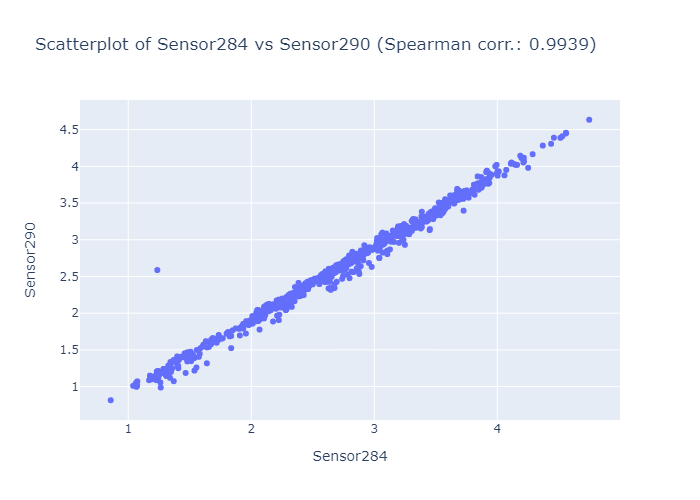 Scatterplot of Sensor284 vs Sensor290 (Spearman corr.: 0.9939)
4.5
4
3.5
3
2.5
2
1.5
1
Sensor290
1 2 3 4
Sensor284